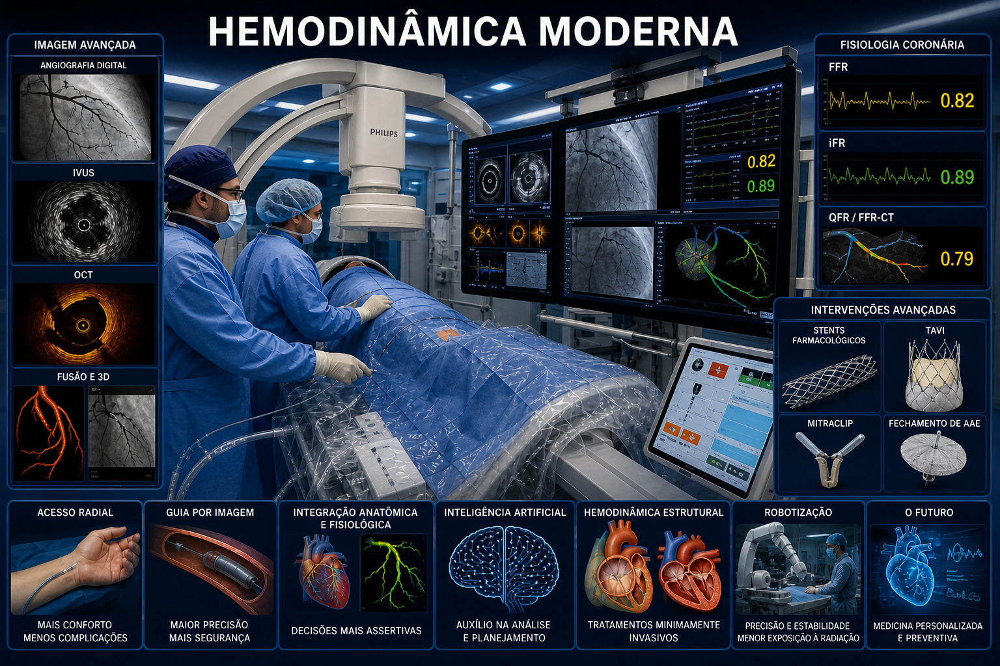 HEMODINÂMICA MODERNA
IMAGEM AVANÇADA
ANGIOGRAFIA DIGITAL
IVUS
OCT
FUSÃO E 3D
PHILIPS
0.82
0.89
FISIOLOGIA CORONÁRIA
FFR
0.82
iFR
0.89
QFR / FFR-CT
0.79
INTERVENÇÕES AVANÇADAS
STENTS
FARMACOLÓGICOS
TAVI
MITRACLIP
FECHAMENTO DE AAE
ACESSO RADIAL
MAIS CONFORTO
MENOS COMPLICAÇÕES
GUIA POR IMAGEM
MAIOR PRECISÃO
MAIS SEGURANÇA
INTEGRAÇÃO ANATÔMICA
E FISIOLÓGICA
DECISÕES MAIS ASSERTIVAS
INTELIGÊNCIA ARTIFICIAL
AUXÍLIO NA ANÁLISE
E PLANEJAMENTO
HEMODINÂMICA ESTRUTURAL
TRATAMENTOS MINIMAMENTE
INVASIVOS
ROBOTIZAÇÃO
PRECISÃO E ESTABILIDADE
MENOR EXPOSIÇÃO À RADIAÇÃO
O FUTURO
MEDICINA PERSONALIZADA
E PREVENTIVA